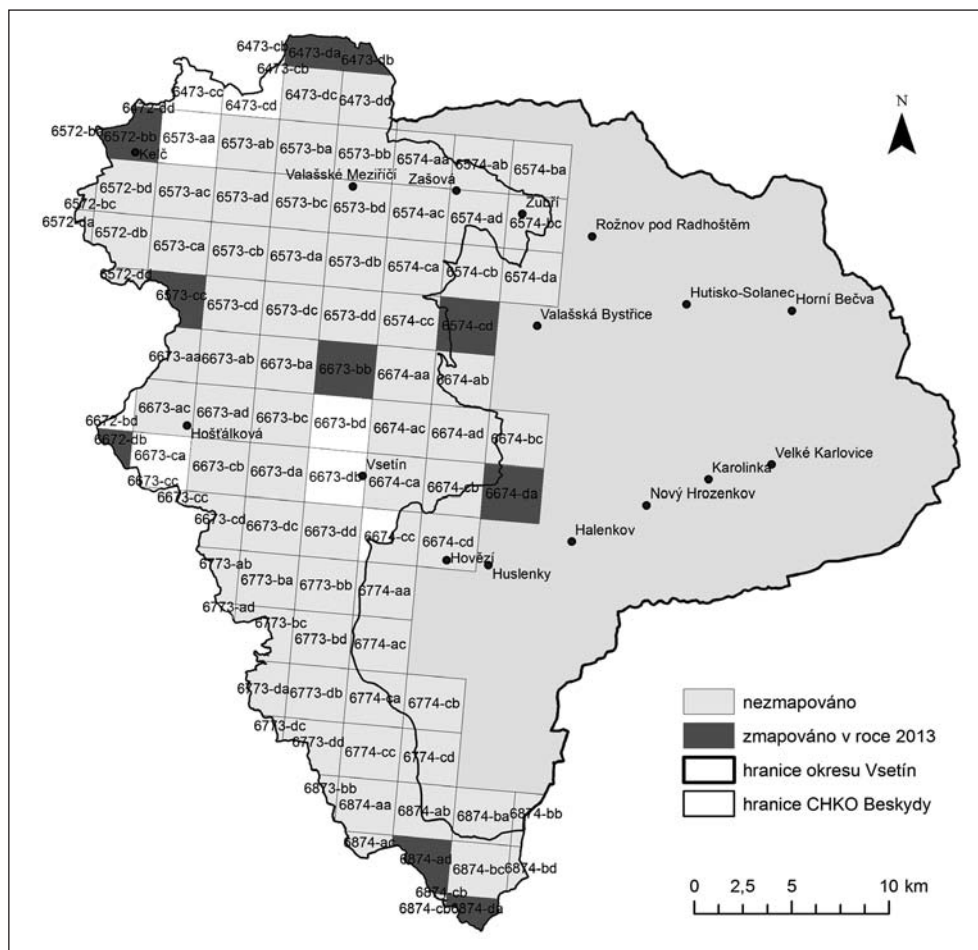 6473-cb 6473-da 6473-db
6473-cb
6473-cc 6473-cd 6473-dc 6473-dd
6472-dd
6572-bb 6573-aa 6573-ab 6573-ba 6573-bb 6574-aa 6574-ab 6574-ba
Kelč
Valašské Meziříčí Zašová
6572-bd 6573-ac 6573-ad 6573-bc 6573-bd 6574-ac 6574-ad 6574-bc
Zubří
Rožnov pod Radhoštěm
6572-bc
6572-da
6572-db 6573-ca 6573-cb 6573-da 6573-db 6574-ca 6574-cb 6574-da
6572-dd
6573-cc 6573-cd 6573-dc 6573-dd 6574-cc 6574-cd
Valašská Bystřice
Hutisko-Solanec
Horní Bečva
6673-aa 6673-ab 6673-ba 6673-bb 6674-aa 6674-ab
6672-bd 6673-ac 6673-ad 6673-bc 6673-bd 6674-ac 6674-ad 6674-bc
Hošťálková
6672-db 6673-ca 6673-cb 6673-da 6673-db 6674-ca 6674-cb 6674-da
Vsetín
Velké Karlovice
Karolinka
Nový Hrozenkov
Halenkov
6673-cc
6673-cc
6673-cd 6673-dc 6673-dd 6674-cc 6674-cd
Hovězí
Huslenky
6773-ab 6773-ba 6773-bb 6774-aa
6773-ad
6773-bc 6773-bd 6774-ac
6773-da 6773-db 6774-ca 6774-cb
6773-dc
6773-dd 6774-cc 6774-cd
6873-bb
6874-aa 6874-ab 6874-ba 6874-bb
6874-ac 6874-ad 6874-bc 6874-bd
6874-cb
6874-cb 6874-da
N
nezmapováno
zmapováno v roce 2013
hranice okresu Vsetín
hranice CHKO Beskydy
0 2,5 5 10 km